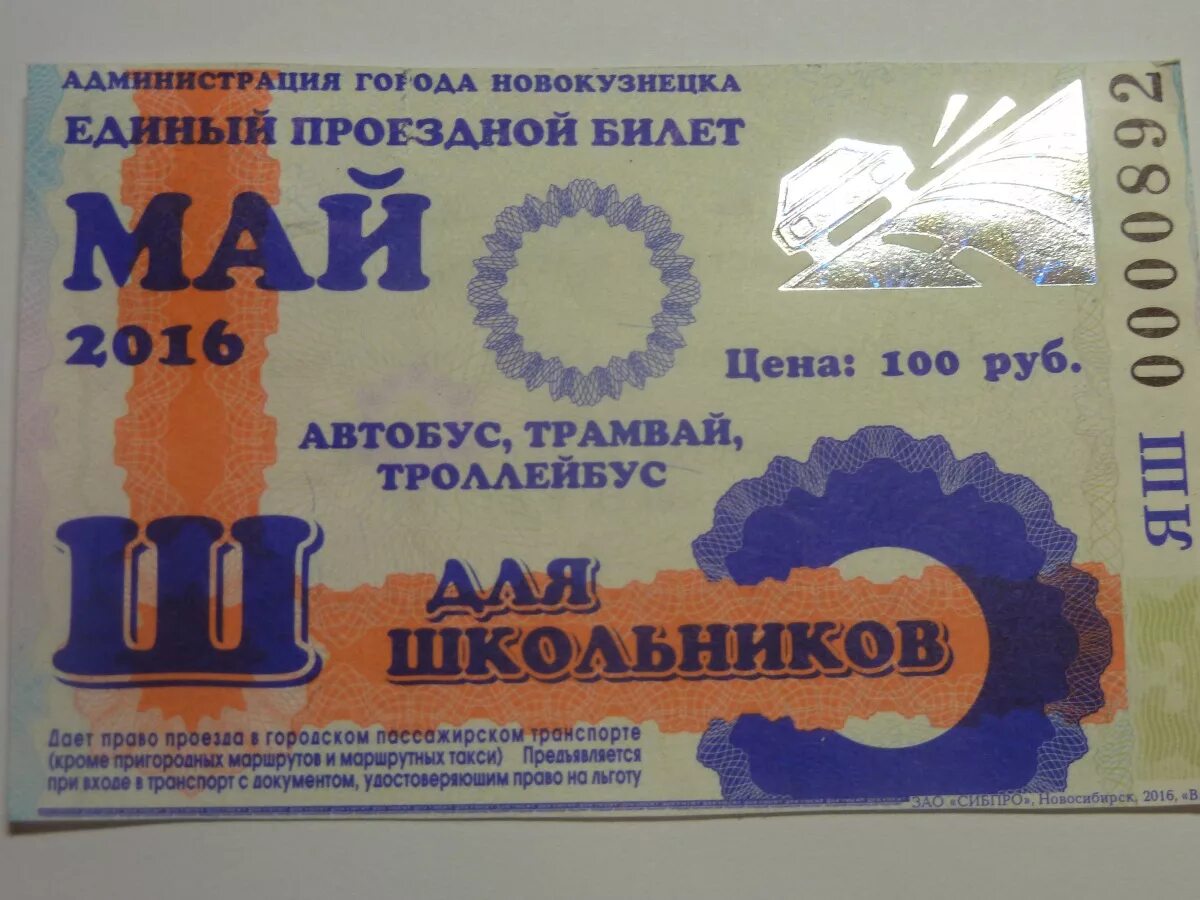 АДМИНИСТРАЦИЯ ГОРОДА НОВОКУЗНЕЦКА
ЕДИНЫЙ ПРОЕЗДНОЙ БИЛЕТ
МАЙ
2016
Цена: 100 руб.
АВТОБУС, ТРАМВАЙ,
ТРОЛЛЕЙБУС
Ш
ДЛЯ
ШКОЛЬНИКОВ
Дает право проезда в городском пассажирском транспорте
(кроме пригородных маршрутов и маршрутных такси) Предъявляется
при входе в транспорт с документом, удостоверяющим право на льготу
ЗАО «СИБПРО», Новосибирск, 2016, «В
ЯШ 0000892